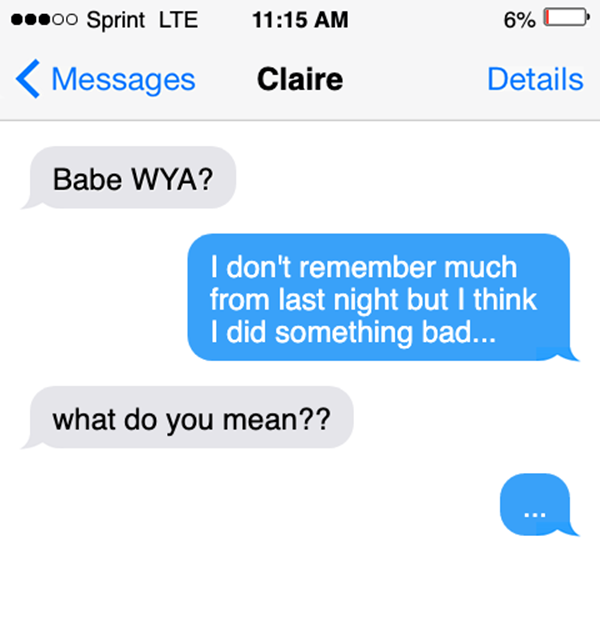 Sprint LTE 11:15 AM 6%
Messages Claire Details
Babe WYA?
I don't remember much
from last night but I think
I did something bad...
what do you mean??
...